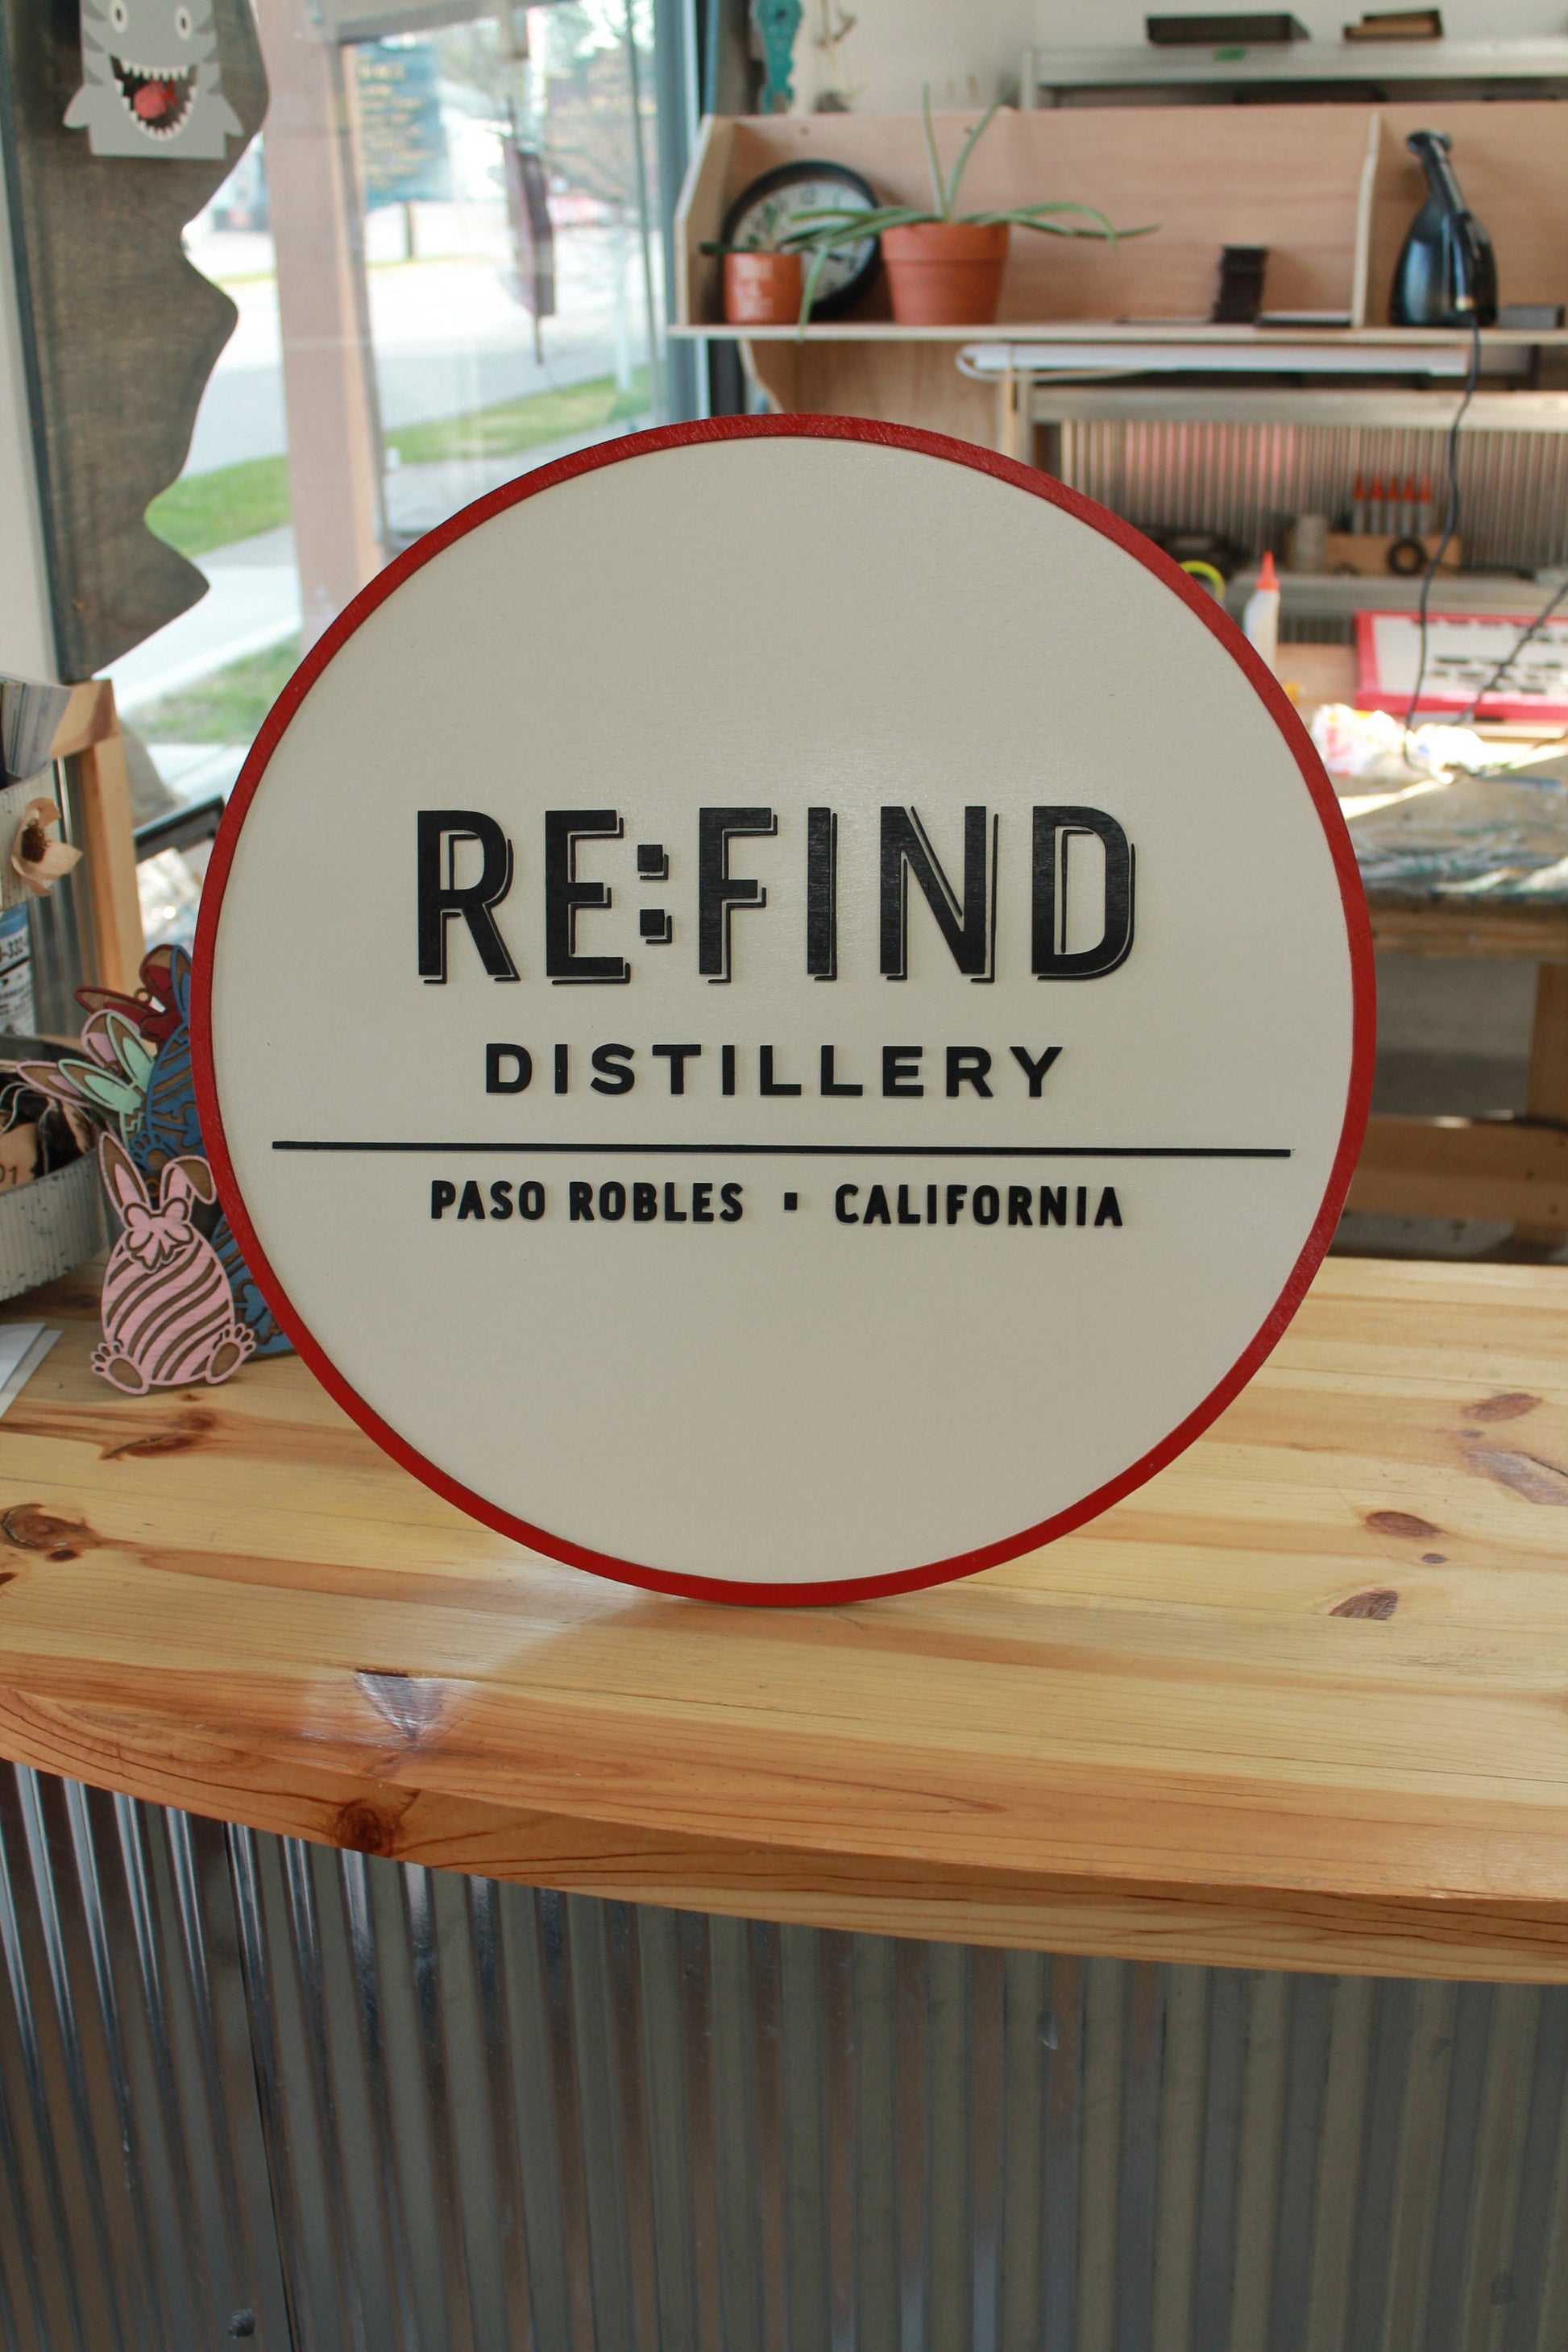 RE:FIND
DISTILLERY
PASO ROBLES ▪ CALIFORNIA